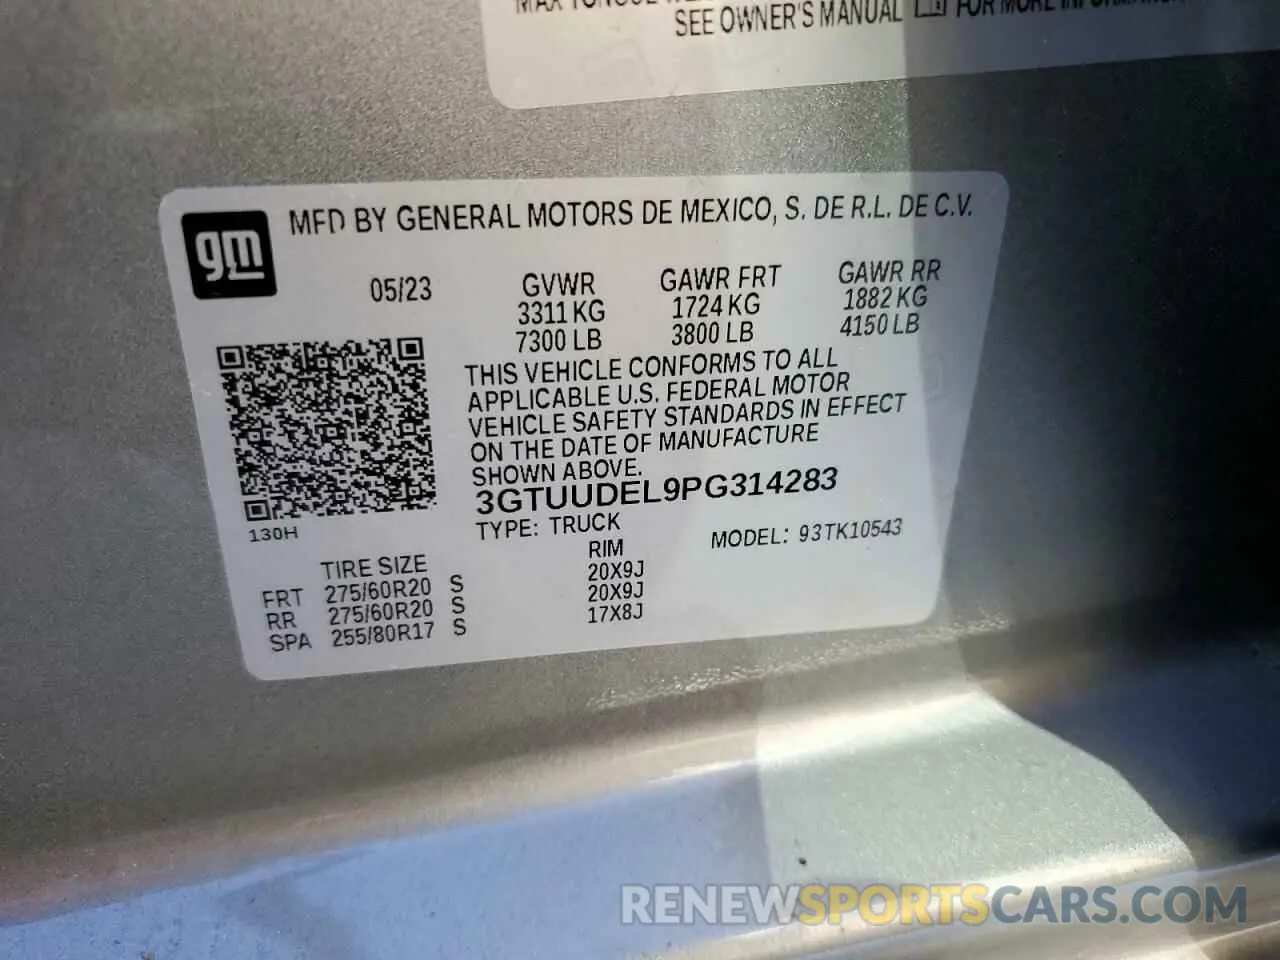 SEE OWNER'S MANUAL FOR MORE
gm
MFD BY GENERAL MOTORS DE MEXICO, S. DE R.L. DE C.V.
05/23
GVWR GAWR FRT GAWR RR
3311 KG 1724 KG 1882 KG
7300 LB 3800 LB 4150 LB
THIS VEHICLE CONFORMS TO ALL
APPLICABLE U.S. FEDERAL MOTOR
VEHICLE SAFETY STANDARDS IN EFFECT
ON THE DATE OF MANUFACTURE
SHOWN ABOVE.
3GTUUDEL9PG314283
130H
TYPE: TRUCK MODEL: 93TK10543
TIRE SIZE RIM
FRT 275/60R20 S 20X9J
RR 275/60R20 S 20X9J
SPA 255/80R17 S 17X8J
RENEWSPORTSCARS.COM